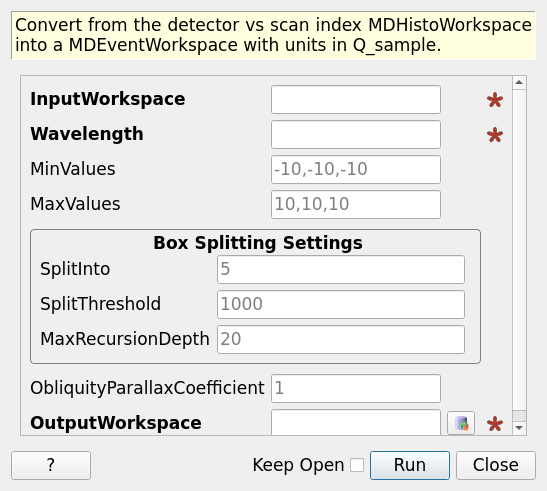 Convert from the detector vs scan index MDHistoWorkspace
into a MDEventWorkspace with units in Q_sample.
InputWorkspace *
Wavelength *
MinValues -10,-10,-10
MaxValues 10,10,10
Box Splitting Settings
SplitInto 5
SplitThreshold 1000
MaxRecursionDepth 20
ObliquityParallaxCoefficient 1
OutputWorkspace *
? Keep Open Run Close